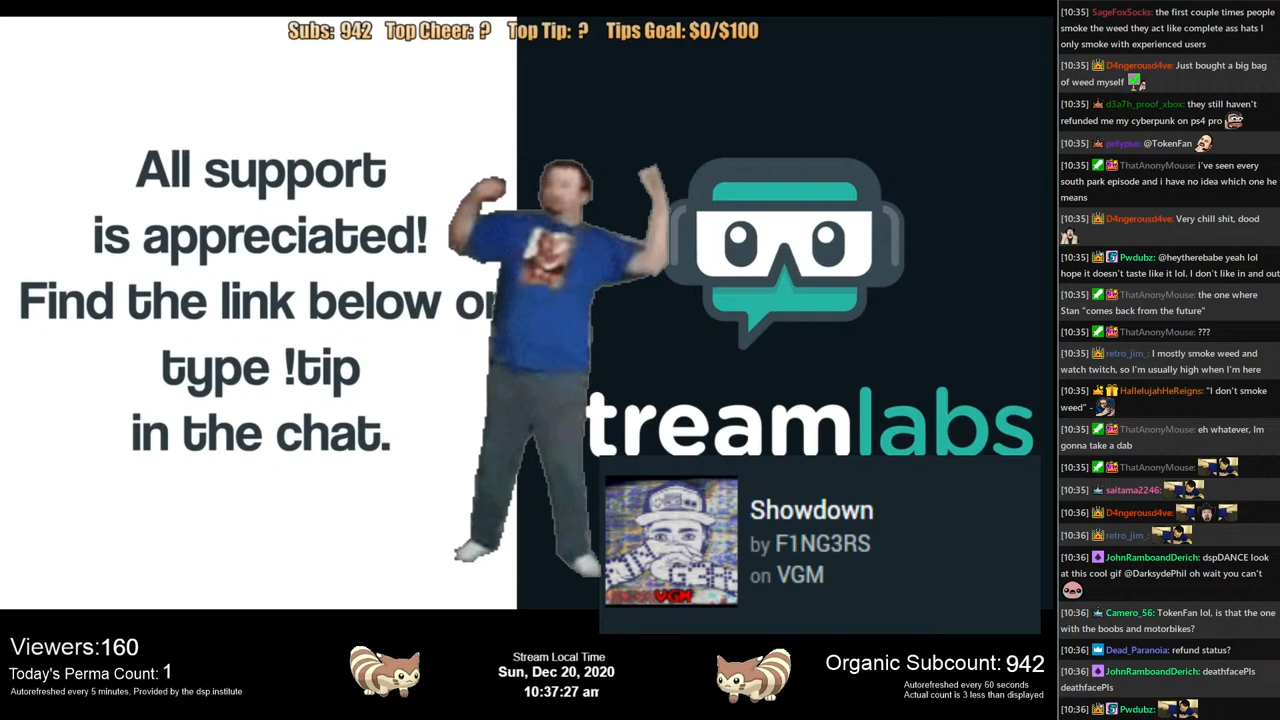 Subs: 942 Top Cheer: ? Top Tip: ? Tips Goal: $0/$100
All support
is appreciated!
Find the link below or
type !tip
in the chat.
treamlabs
Showdown
by F1NG3RS
on VGM
VGM
Viewers:160
Today's Perma Count: 1
Autorefreshed every 5 minutes, Provided by the dsp.institute
Stream Local Time
Sun, Dec 20, 2020
10:37:27 am
Organic Subcount: 942
Autorefreshed every 60 seconds
Actual count is 3 less than displayed
[10:35] SageFoxSocks: the first couple times people
smoke the weed they act like complete ass hats I
only smoke with experienced users
[10:35] D4ngerousd4ve: Just bought a big bag
of weed myself
[10:35] d3a7h_proof_xbox: they still haven't
refunded me my cyberpunk on ps4 pro
[10:35] polypso: @TokenFan
[10:35] ThatAnonyMouse: i've seen every
south park episode and i have no idea which one he
means
[10:35] D4ngerousd4ve: Very chill shit, dood
[10:35] Pwdubz: @heytherebabe yeah lol
hope it doesn't taste like it lol. I don't like in and out
[10:35] ThatAnonyMouse: the one where
Stan "comes back from the future"
[10:35] ThatAnonyMouse: ???
[10:35] retro_jim_: I mostly smoke weed and
watch twitch, so I'm usually high when I'm here
[10:35] HallelujahHeReigns: "I don't smoke
weed" -
[10:35] ThatAnonyMouse: eh whatever, Im
gonna take a dab
[10:35] ThatAnonyMouse:
[10:35] saitama2246:
[10:36] D4ngerousd4ve:
[10:36] retro_jim_:
[10:36] JohnRamboandDerich: dspDANCE look
at this cool gif @DarksydePhil oh wait you can't
[10:36] Camero_56: TokenFan lol, is that the one
with the boobs and motorbikes?
[10:36] Dead_Paranoia: refund status?
[10:36] JohnRamboandDerich: deathfacePls
deathfacePls
[10:36] Pwdubz: